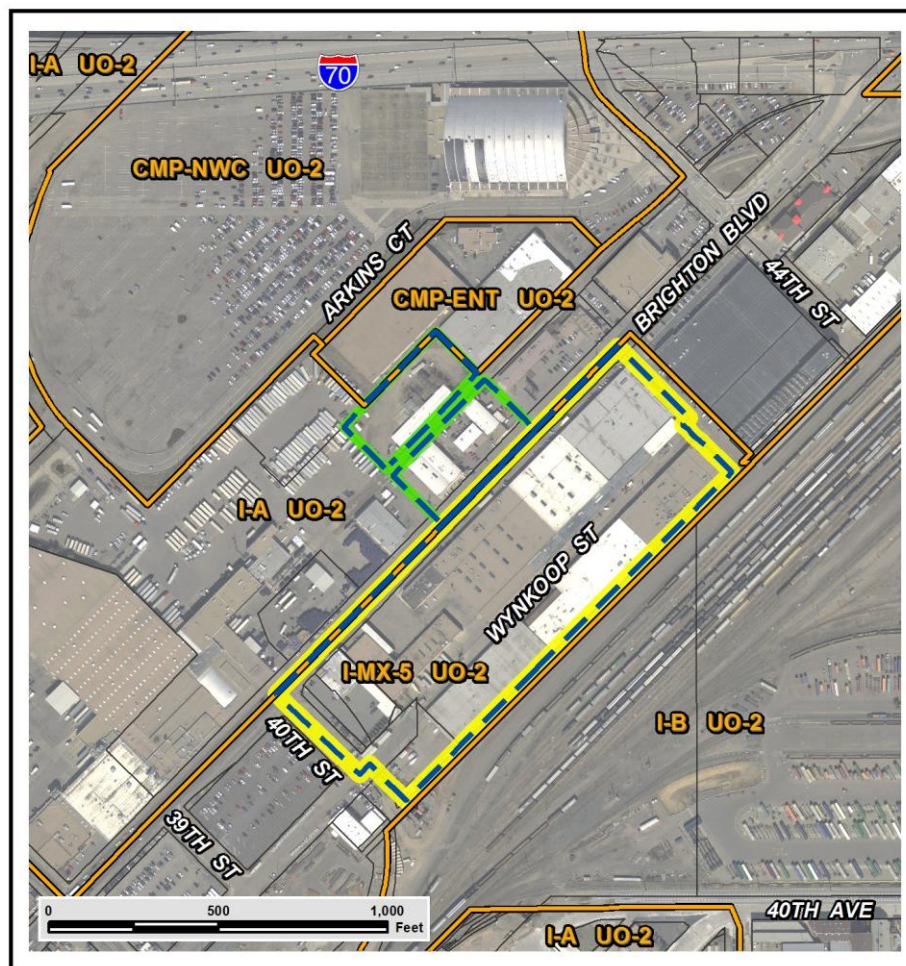 I-A UO-2
70
CMP-NWC UO-2
ARKINS CT
BRIGHTON BLVD
44TH ST
CMP-ENT UO-2
I-A UO-2
WYNKOOP ST
I-MX-5 UO-2
I-B UO-2
40TH ST
39TH ST
0 500 1,000
Feet
40TH AVE
I-A UO-2